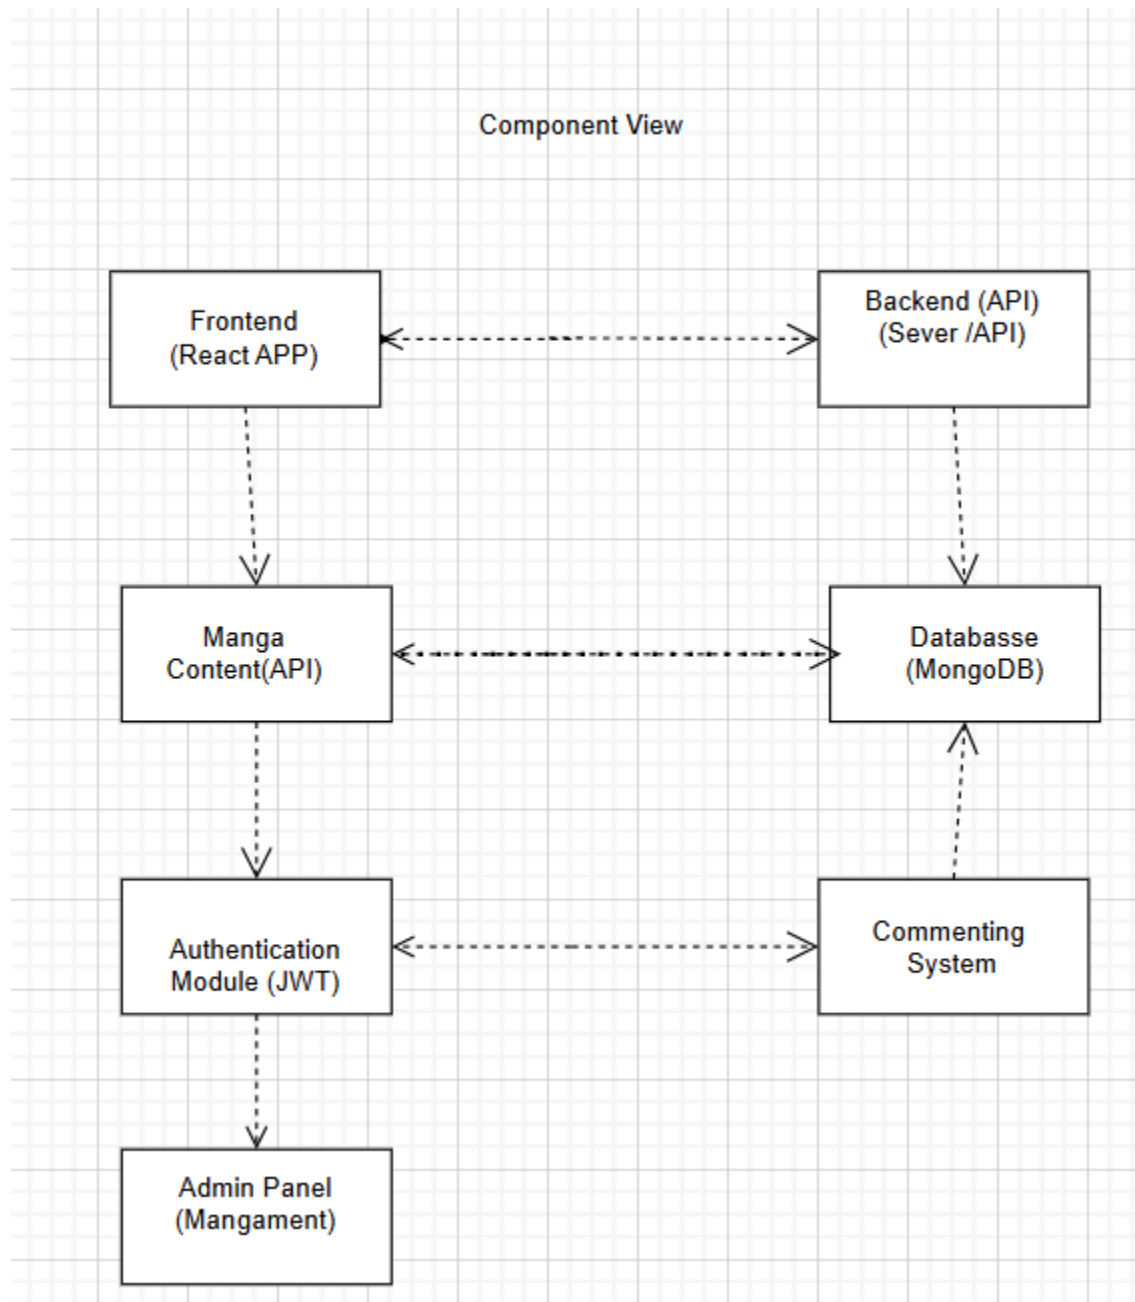 Component View
Frontend
(React APP)
Backend (API)
(Sever /API)
Manga
Content(API)
Databasse
(MongoDB)
Authentication
Module (JWT)
Commenting
System
Admin Panel
(Mangament)